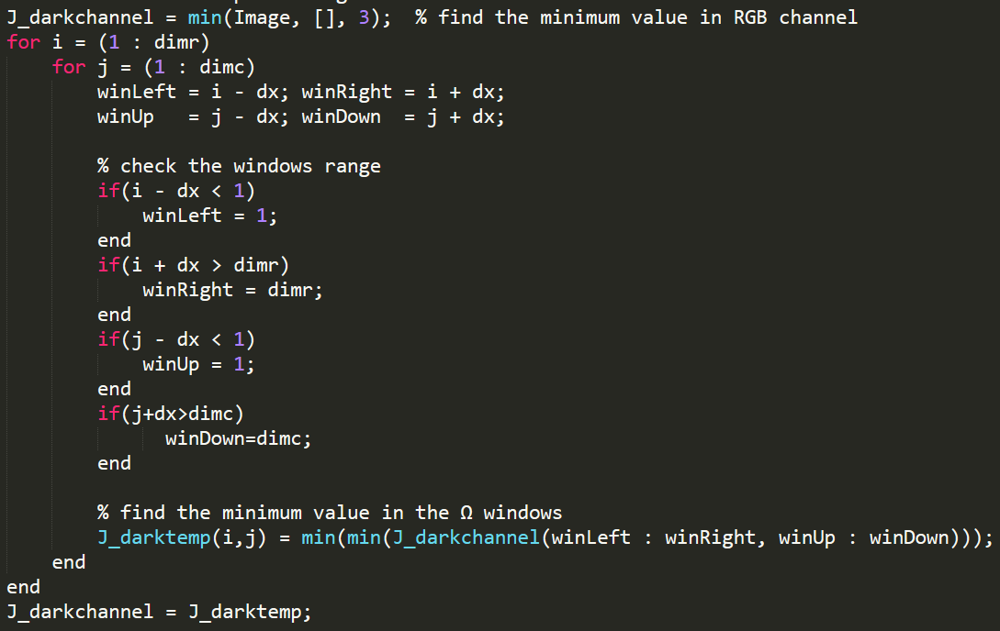 J_darkchannel = min(Image, [], 3);  % find the minimum value in RGB channel
for i = (1 : dimr)
    for j = (1 : dimc)
        winLeft = i - dx; winRight = i + dx;
        winUp   = j - dx; winDown  = j + dx;

        % check the windows range
        if(i - dx < 1)
            winLeft = 1;
        end
        if(i + dx > dimr)
            winRight = dimr;
        end
        if(j - dx < 1)
            winUp = 1;
        end
        if(j+dx>dimc)
              winDown=dimc;
        end

        % find the minimum value in the Ω windows
        J_darktemp(i,j) = min(min(J_darkchannel(winLeft : winRight, winUp : winDown)));
    end
end
J_darkchannel = J_darktemp;